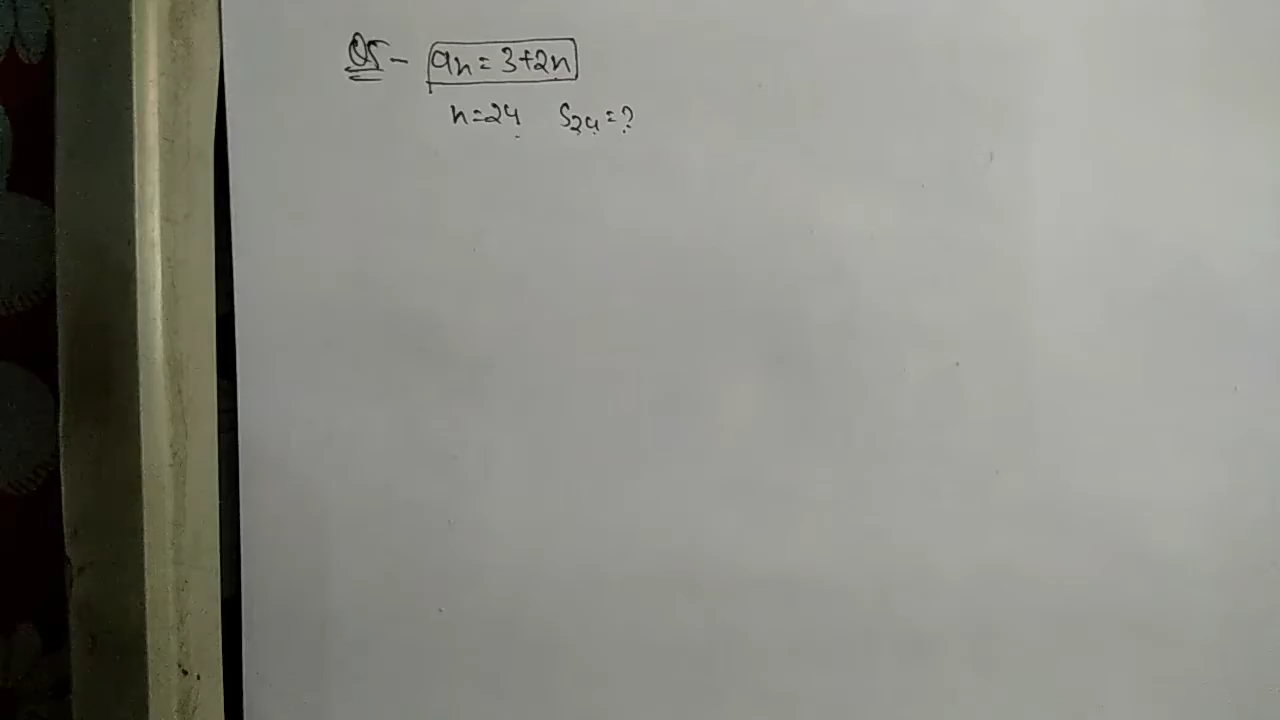 Q5 - an = 3+2n
n=24 S24 = ?